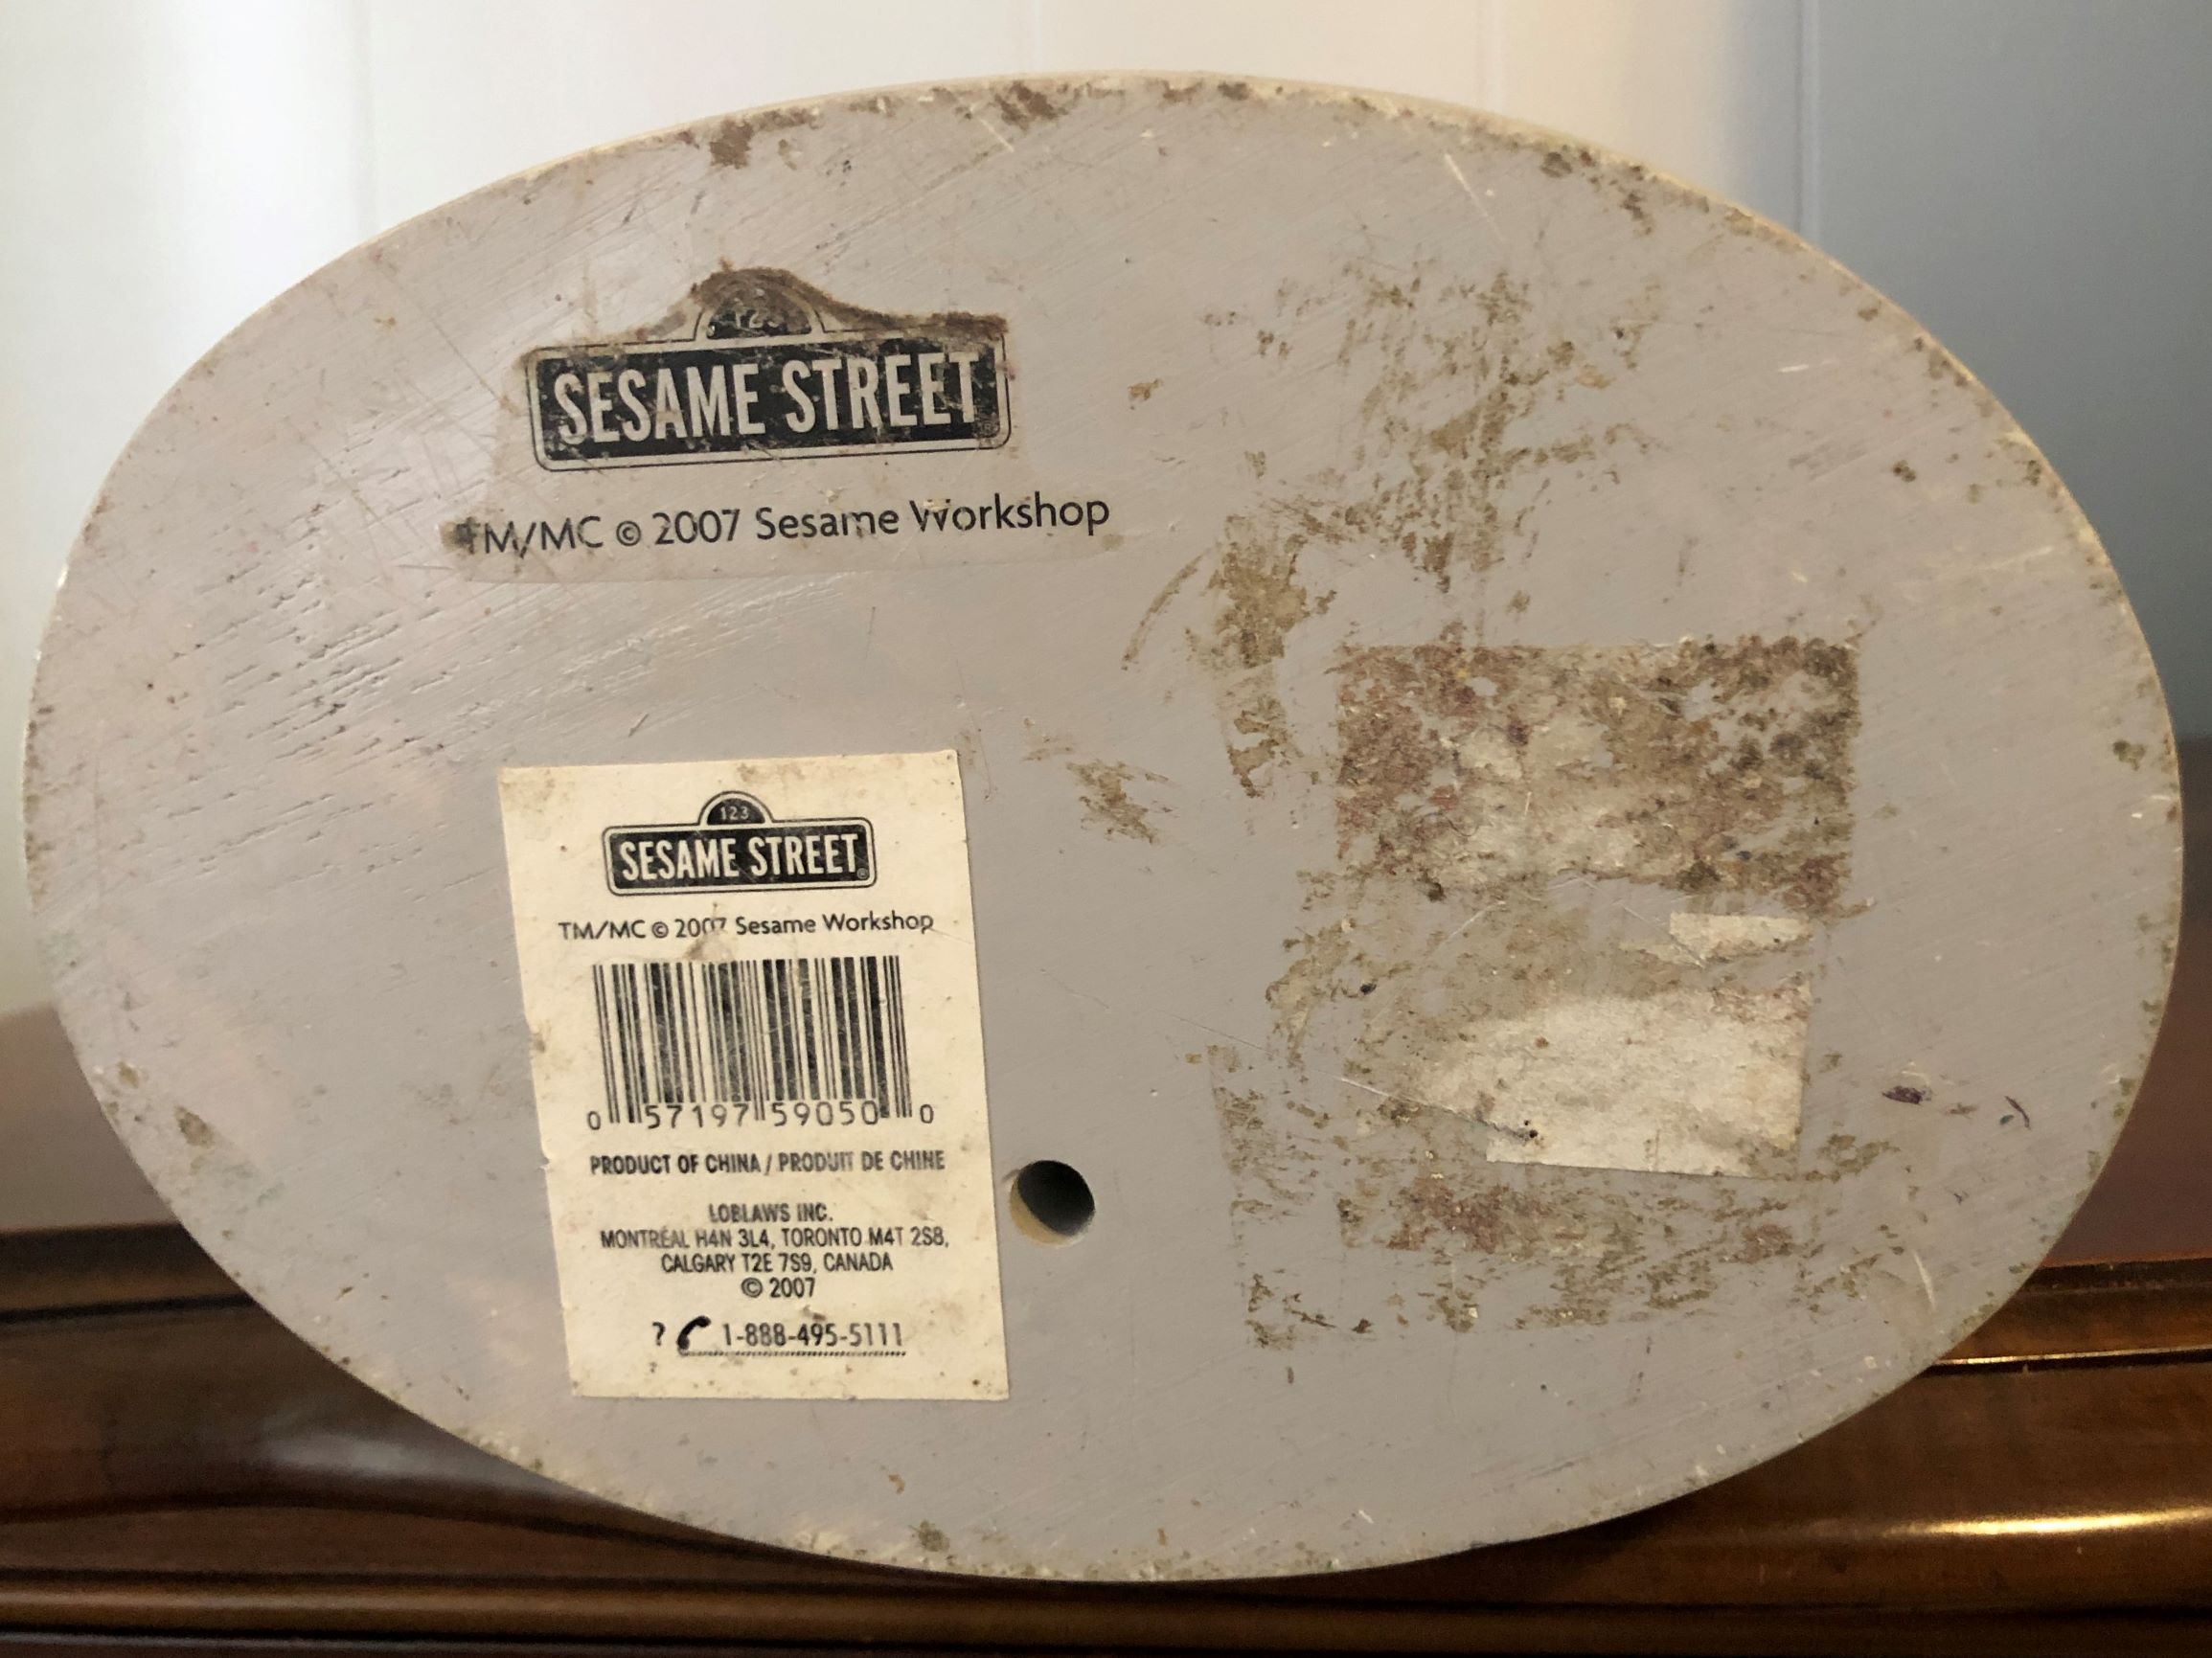 123
SESAME STREET
TM/MC © 2007 Sesame Workshop
123
SESAME STREET®
TM/MC © 2007 Sesame Workshop
0 57197 59050 0
PRODUCT OF CHINA / PRODUIT DE CHINE
LOBLAWS INC.
MONTRÉAL H4N 3L4, TORONTO M4T 2S8,
CALGARY T2E 7S9, CANADA
© 2007
? 1-888-495-5111